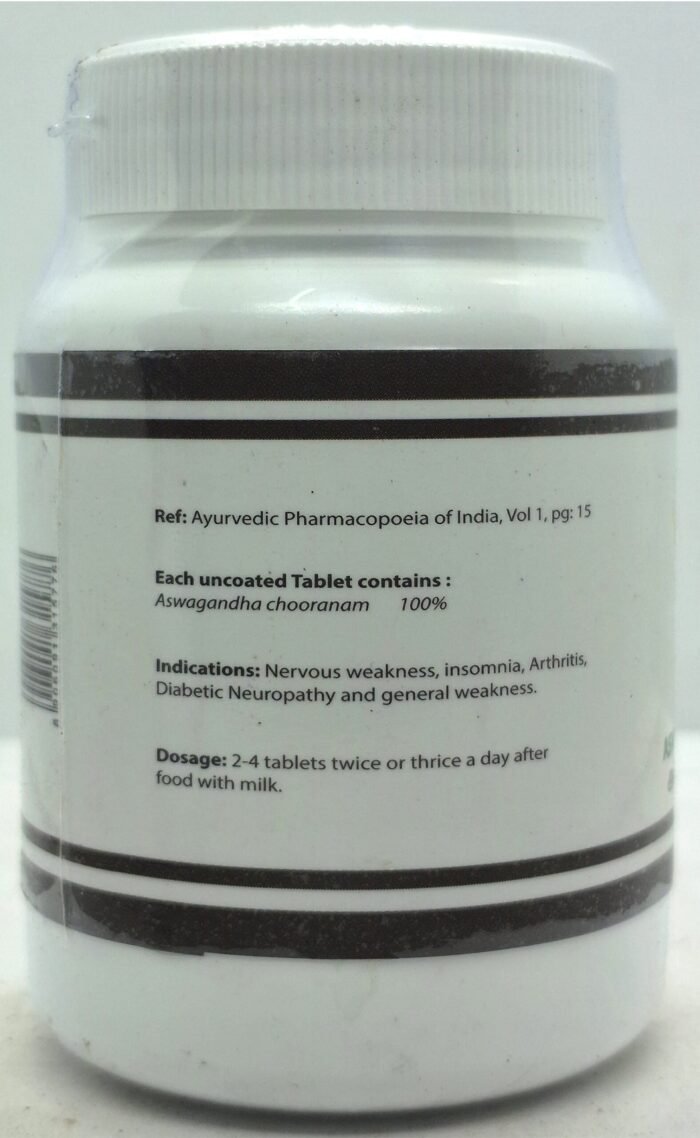 Ref: Ayurvedic Pharmacopoeia of India, Vol 1, pg: 15
Each uncoated Tablet contains :
Aswagandha chooranam 100%
Indications: Nervous weakness, insomnia, Arthritis,
Diabetic Neuropathy and general weakness.
Dosage: 2-4 tablets twice or thrice a day after
food with milk.